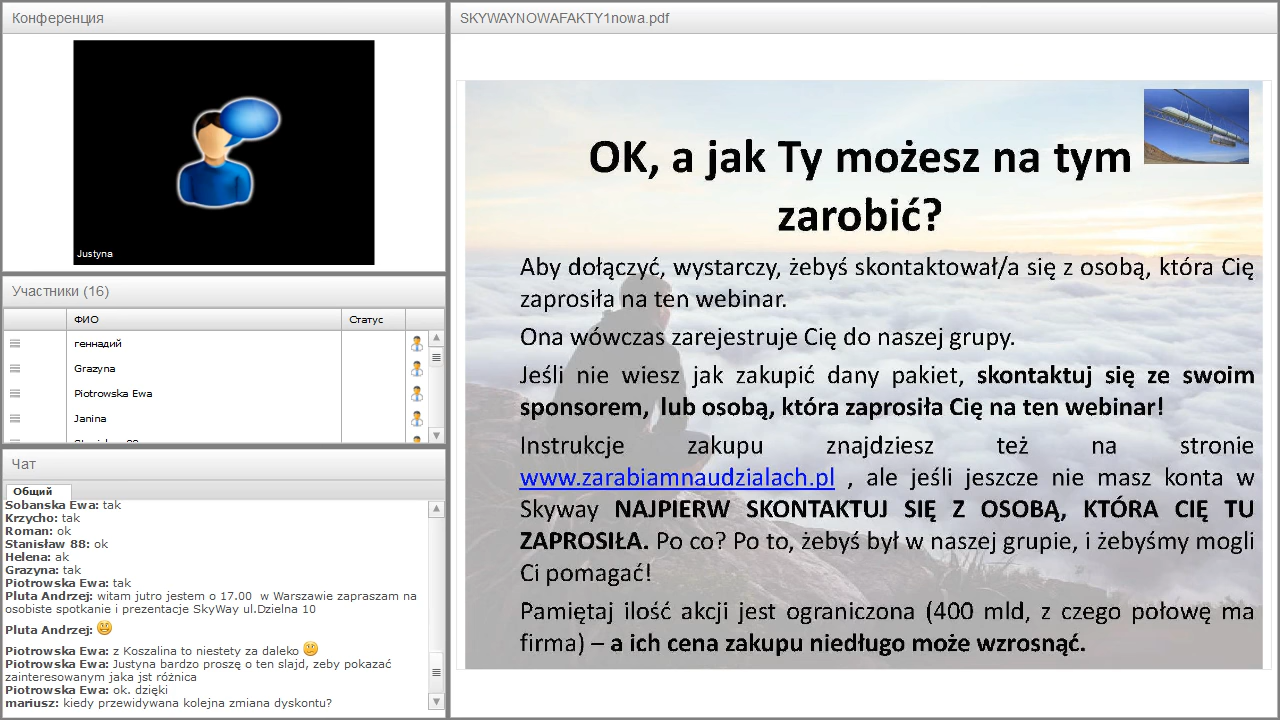 Конференция
Justyna
Участники (16)
ФИО
Статус
геннадий
Grazyna
Piotrowska Ewa
Janina
Чат
Общий
Sobanska Ewa: tak
Krzycho: tak
Roman: ok
Stanisław 88: ok
Helena: ak
Grazyna: tak
Piotrowska Ewa: tak
Pluta Andrzej: witam jutro jestem o 17.00 w Warszawie zapraszam na
osobiste spotkanie i prezentacje SkyWay ul.Dzielna 10
Pluta Andrzej:
Piotrowska Ewa: z Koszalina to niestety za daleko
Piotrowska Ewa: Justyna bardzo proszę o ten slajd, zeby pokazać
zainteresowanym jaka jst różnica
Piotrowska Ewa: ok. dzięki
mariusz: kiedy przewidywana kolejna zmiana dyskontu?
SKYWAYNOWAFAKTY1nowa.pdf
OK, a jak Ty możesz na tym
zarobić?
Aby dołączyć, wystarczy, żebyś skontaktował/a się z osobą, która Cię
zaprosiła na ten webinar.
Ona wówczas zarejestruje Cię do naszej grupy.
Jeśli nie wiesz jak zakupić dany pakiet, skontaktuj się ze swoim
sponsorem, lub osobą, która zaprosiła Cię na ten webinar!
Instrukcje zakupu znajdziesz też na stronie
www.zarabiamnaudzialach.pl , ale jeśli jeszcze nie masz konta w
Skyway NAJPIERW SKONTAKTUJ SIĘ Z OSOBĄ, KTÓRA CIĘ TU
ZAPROSIŁA. Po co? Po to, żebyś był w naszej grupie, i żebyśmy mogli
Ci pomagać!
Pamiętaj ilość akcji jest ograniczona (400 mld, z czego połowę ma
firma) – a ich cena zakupu niedługo może wzrosnąć.